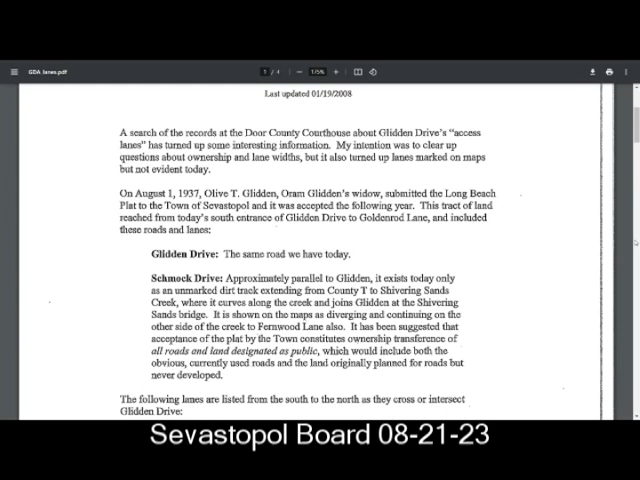 GDA_lanes.pdf
1 / 4
175%
Last updated 01/19/2008
A search of the records at the Door County Courthouse about Glidden Drive's "access
lanes" has turned up some interesting information. My intention was to clear up
questions about ownership and lane widths, but it also turned up lanes marked on maps
but not evident today.
On August 1, 1937, Olive T. Glidden, Oram Glidden's widow, submitted the Long Beach
Plat to the Town of Sevastopol and it was accepted the following year. This tract of land
reached from today's south entrance of Glidden Drive to Goldenrod Lane, and included
these roads and lanes:
Glidden Drive: The same road we have today.
Schmock Drive: Approximately parallel to Glidden, it exists today only
as an unmarked dirt track extending from County T to Shivering Sands
Creek, where it curves along the creek and joins Glidden at the Shivering
Sands bridge. It is shown on the maps as diverging and continuing on the
other side of the creek to Fernwood Lane also. It has been suggested that
acceptance of the plat by the Town constitutes ownership transference of
all roads and land designated as public, which would include both the
obvious, currently used roads and the land originally planned for roads but
never developed.
The following lanes are listed from the south to the north as they cross or intersect
Glidden Drive:
Sevastopol Board 08-21-23